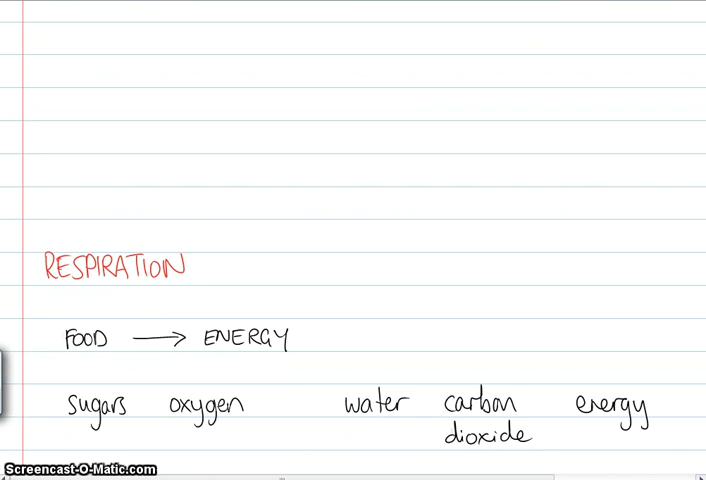 RESPIRATION
FOOD → ENERGY
sugars oxygen water carbon energy
dioxide
Screencast-O-Matic.com